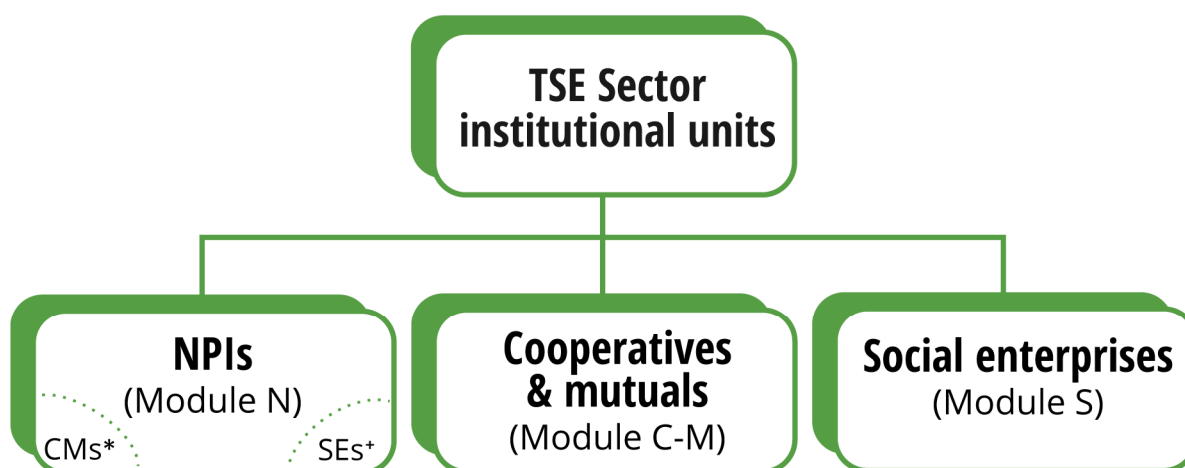 TSE Sector
institutional units
NPIs
(Module N)
CMs*
SEs+
Cooperatives
& mutuals
(Module C-M)
Social enterprises
(Module S)